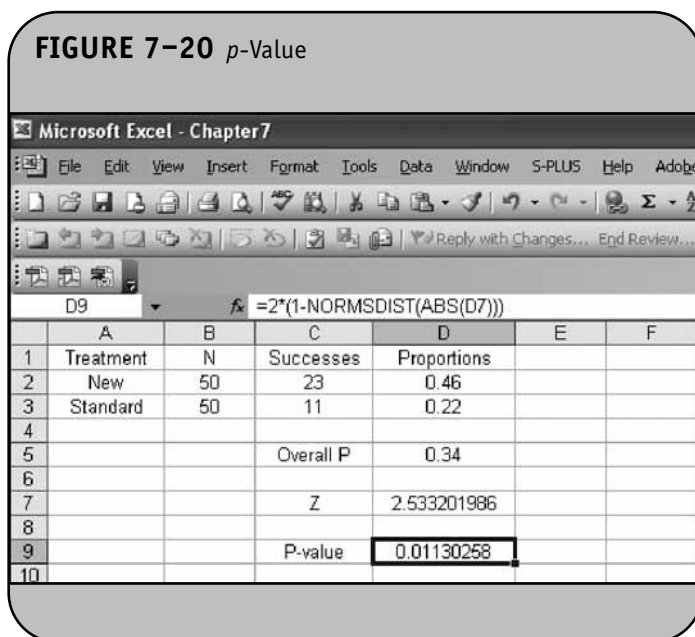 FIGURE 7–20 p-Value
Microsoft Excel - Chapter7
File Edit View Insert Format Tools Data Window S-PLUS Help Adobe
ABC Σ
Reply with Changes... End Review...
D9 fx =2*(1-NORMSDIST(ABS(D7)))
A B C D E F
1 Treatment N Successes Proportions
2 New 50 23 0.46
3 Standard 50 11 0.22
4
5 Overall P 0.34
6
7 Z 2.533201986
8
9 P-value 0.01130258
10